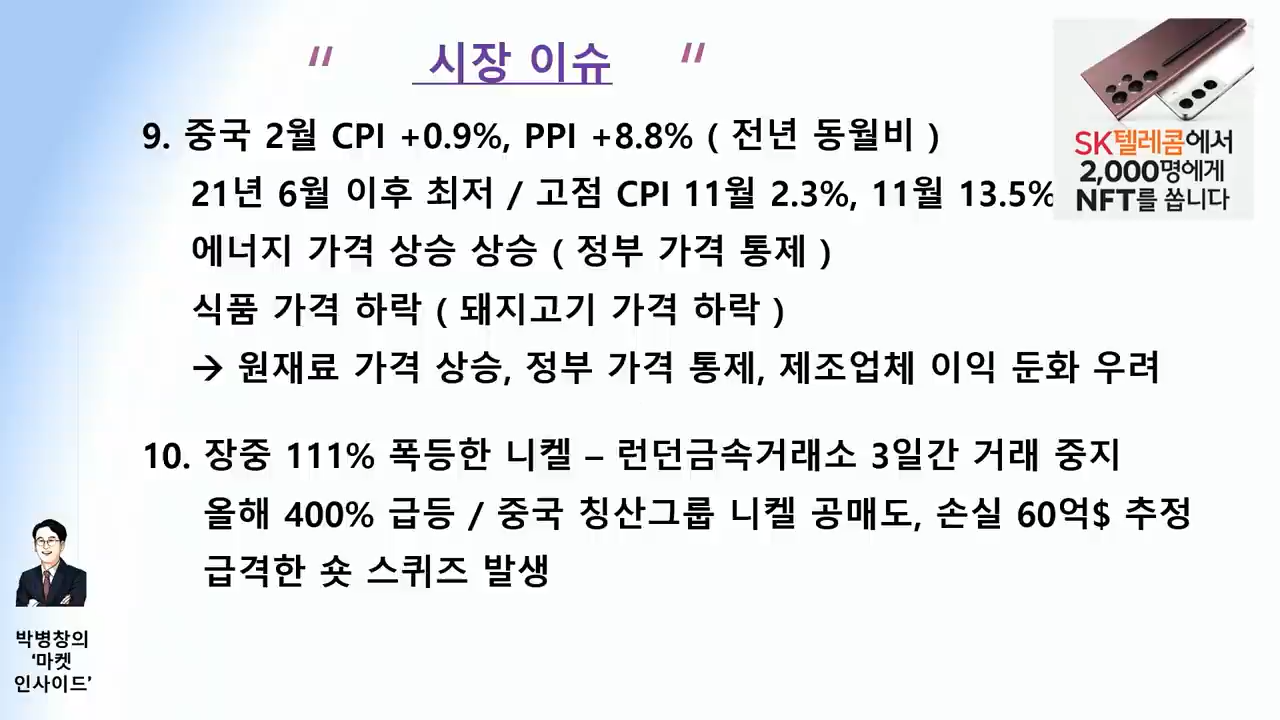 〃 시장 이슈 〃
9. 중국 2월 CPI +0.9%, PPI +8.8% ( 전년 동월비 )
21년 6월 이후 최저 / 고점 CPI 11월 2.3%, 11월 13.5%
에너지 가격 상승 상승 ( 정부 가격 통제 )
식품 가격 하락 ( 돼지고기 가격 하락 )
→ 원재료 가격 상승, 정부 가격 통제, 제조업체 이익 둔화 우려
10. 장중 111% 폭등한 니켈 – 런던금속거래소 3일간 거래 중지
올해 400% 급등 / 중국 칭산그룹 니켈 공매도, 손실 60억$ 추정
급격한 숏 스퀴즈 발생
SK텔레콤에서
2,000명에게
NFT를 쏩니다
박병창의
‘마켓
인사이드’